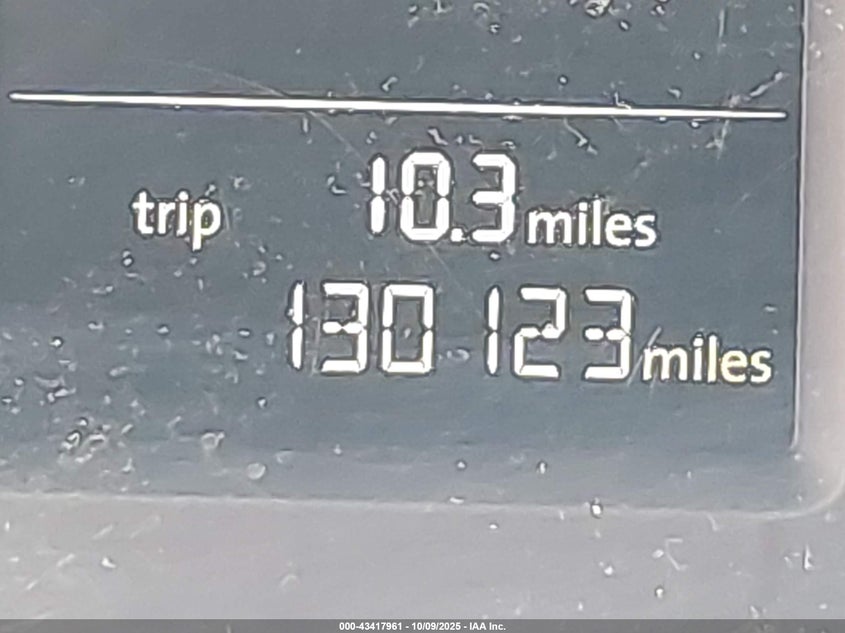 trip 10.3 miles
130 123 miles
000-43417961 - 10/09/2025 - IAA Inc.